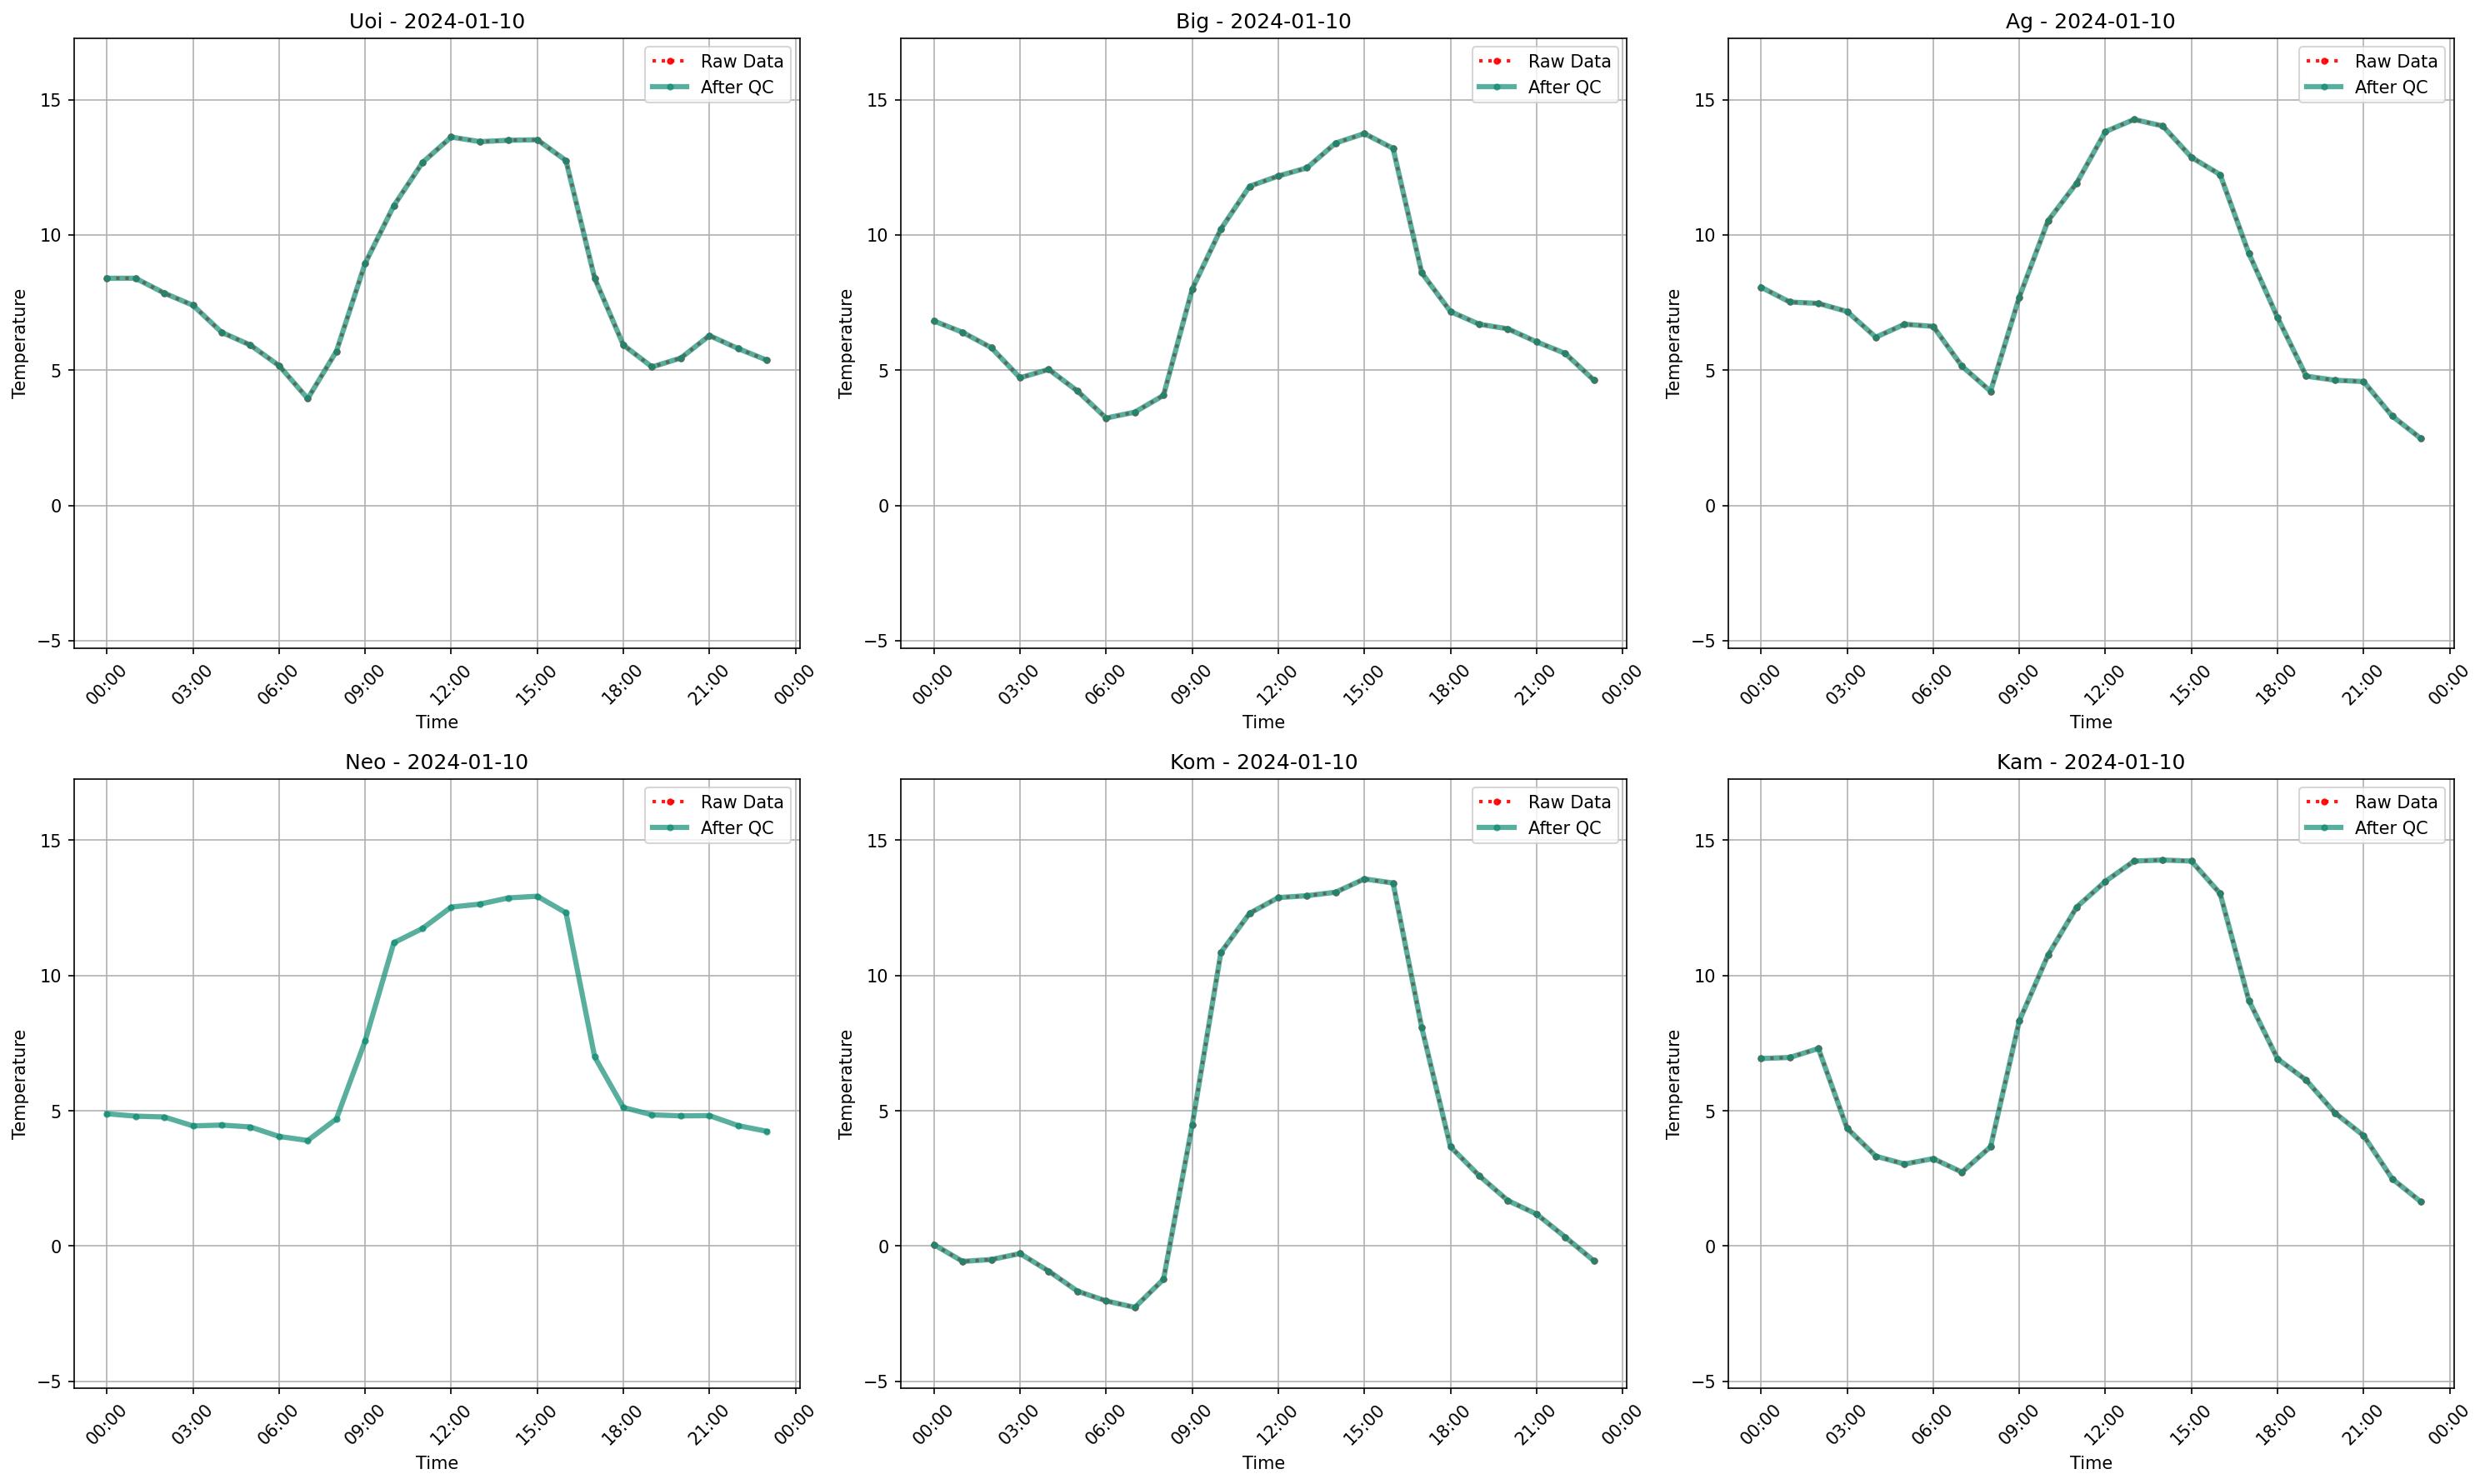 Uoi - 2024-01-10
Raw Data
After QC
15
10
5
0
−5
Temperature
00:00
03:00
06:00
09:00
12:00
15:00
18:00
21:00
00:00
Time
Big - 2024-01-10
Raw Data
After QC
15
10
5
0
−5
Temperature
00:00
03:00
06:00
09:00
12:00
15:00
18:00
21:00
00:00
Time
Ag - 2024-01-10
Raw Data
After QC
15
10
5
0
−5
Temperature
00:00
03:00
06:00
09:00
12:00
15:00
18:00
21:00
00:00
Time
Neo - 2024-01-10
Raw Data
After QC
15
10
5
0
−5
Temperature
00:00
03:00
06:00
09:00
12:00
15:00
18:00
21:00
00:00
Time
Kom - 2024-01-10
Raw Data
After QC
15
10
5
0
−5
Temperature
00:00
03:00
06:00
09:00
12:00
15:00
18:00
21:00
00:00
Time
Kam - 2024-01-10
Raw Data
After QC
15
10
5
0
−5
Temperature
00:00
03:00
06:00
09:00
12:00
15:00
18:00
21:00
00:00
Time